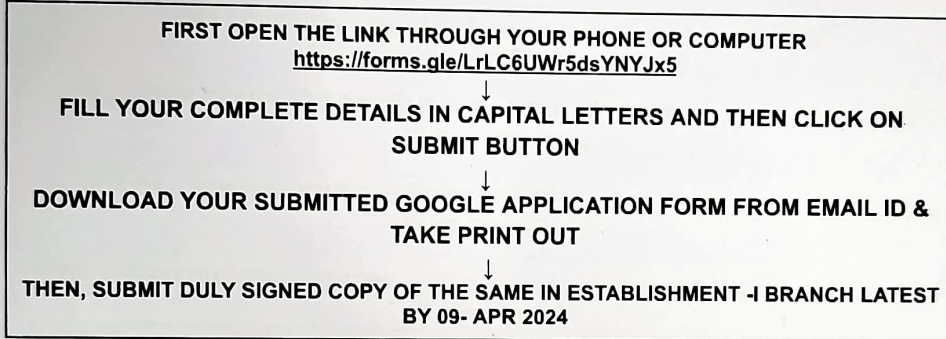 FIRST OPEN THE LINK THROUGH YOUR PHONE OR COMPUTER
https://forms.gle/LrLC6UWr5dsYNYJx5
↓
FILL YOUR COMPLETE DETAILS IN CAPITAL LETTERS AND THEN CLICK ON
SUBMIT BUTTON
↓
DOWNLOAD YOUR SUBMITTED GOOGLE APPLICATION FORM FROM EMAIL ID &
TAKE PRINT OUT
↓
THEN, SUBMIT DULY SIGNED COPY OF THE SAME IN ESTABLISHMENT -I BRANCH LATEST
BY 09- APR 2024